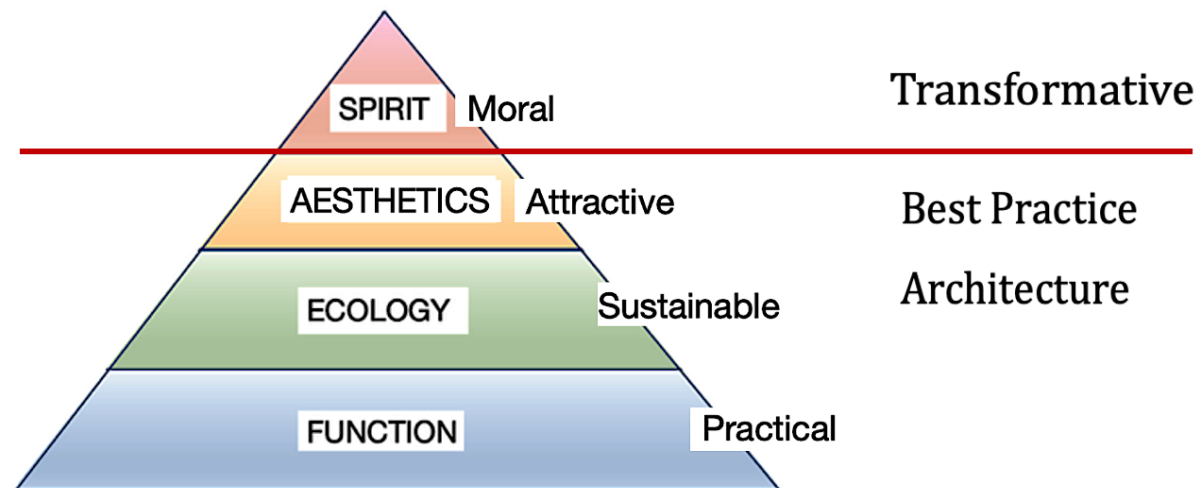 Transformative
SPIRIT Moral
AESTHETICS Attractive
Best Practice
Architecture
ECOLOGY Sustainable
FUNCTION Practical